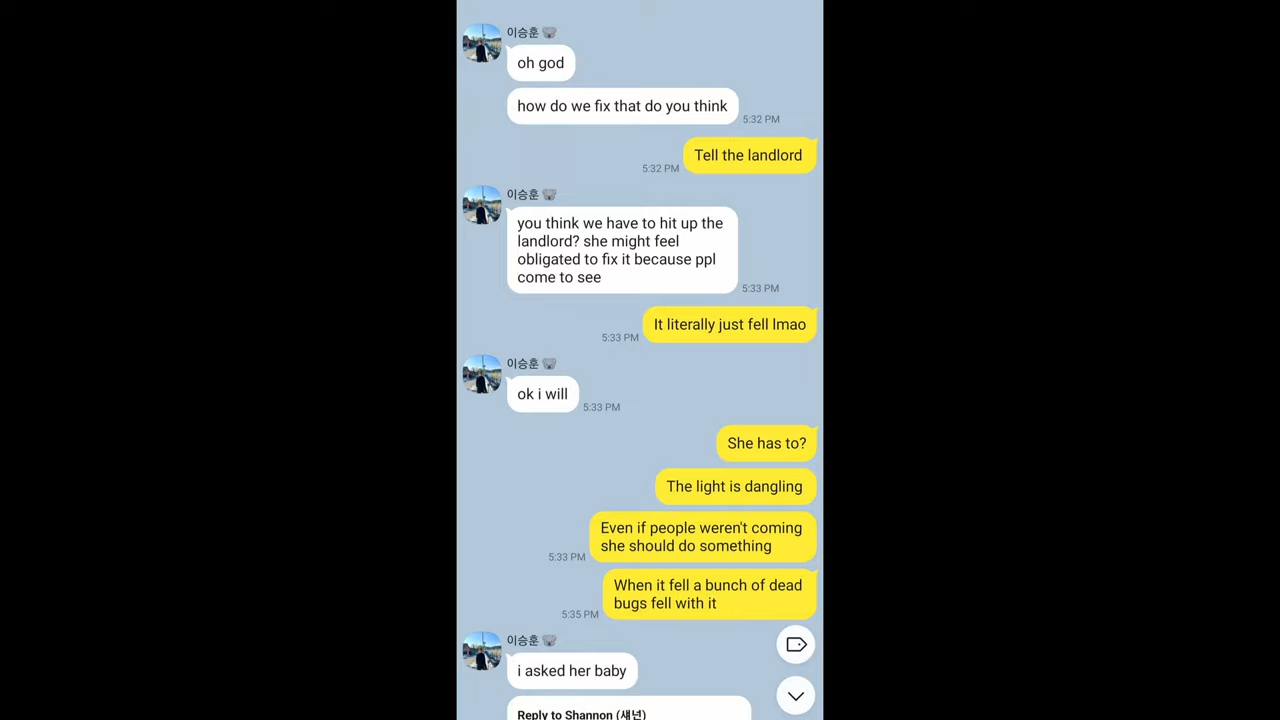 이승훈 🐨
oh god
how do we fix that do you think
5:32 PM
Tell the landlord
5:32 PM
이승훈 🐨
you think we have to hit up the
landlord? she might feel
obligated to fix it because ppl
come to see
5:33 PM
It literally just fell lmao
5:33 PM
이승훈 🐨
ok i will
5:33 PM
She has to?
The light is dangling
Even if people weren't coming
she should do something
5:33 PM
When it fell a bunch of dead
bugs fell with it
5:35 PM
이승훈 🐨
i asked her baby
Reply to Shannon (섀넌)